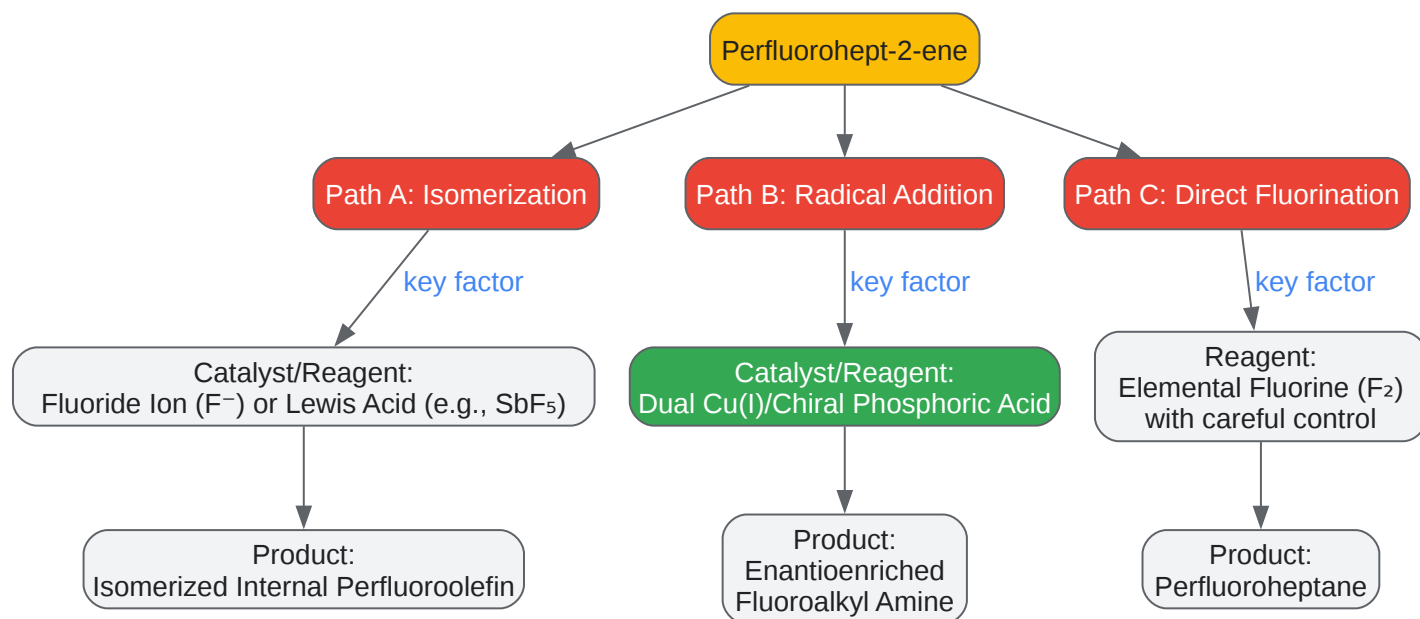 Perfluorohept-2-ene
Path A: Isomerization
Path B: Radical Addition
Path C: Direct Fluorination
key factor
key factor
key factor
Catalyst/Reagent:
Fluoride Ion (F⁻) or Lewis Acid (e.g., SbF₅)
Catalyst/Reagent:
Dual Cu(I)/Chiral Phosphoric Acid
Reagent:
Elemental Fluorine (F₂)
with careful control
Product:
Isomerized Internal Perfluoroolefin
Product:
Enantioenriched
Fluoroalkyl Amine
Product:
Perfluoroheptane